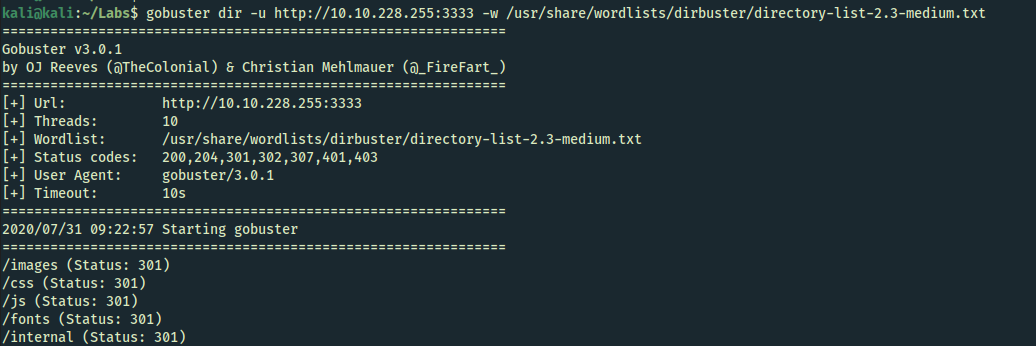 kali@kali:~/Labs$ gobuster dir -u http://10.10.228.255:3333 -w /usr/share/wordlists/dirbuster/directory-list-2.3-medium.txt
===============================================================
Gobuster v3.0.1
by OJ Reeves (@TheColonial) & Christian Mehlmauer (@_FireFart_)
===============================================================
[+] Url:            http://10.10.228.255:3333
[+] Threads:        10
[+] Wordlist:       /usr/share/wordlists/dirbuster/directory-list-2.3-medium.txt
[+] Status codes:   200,204,301,302,307,401,403
[+] User Agent:     gobuster/3.0.1
[+] Timeout:        10s
===============================================================
2020/07/31 09:22:57 Starting gobuster
===============================================================
/images (Status: 301)
/css (Status: 301)
/js (Status: 301)
/fonts (Status: 301)
/internal (Status: 301)